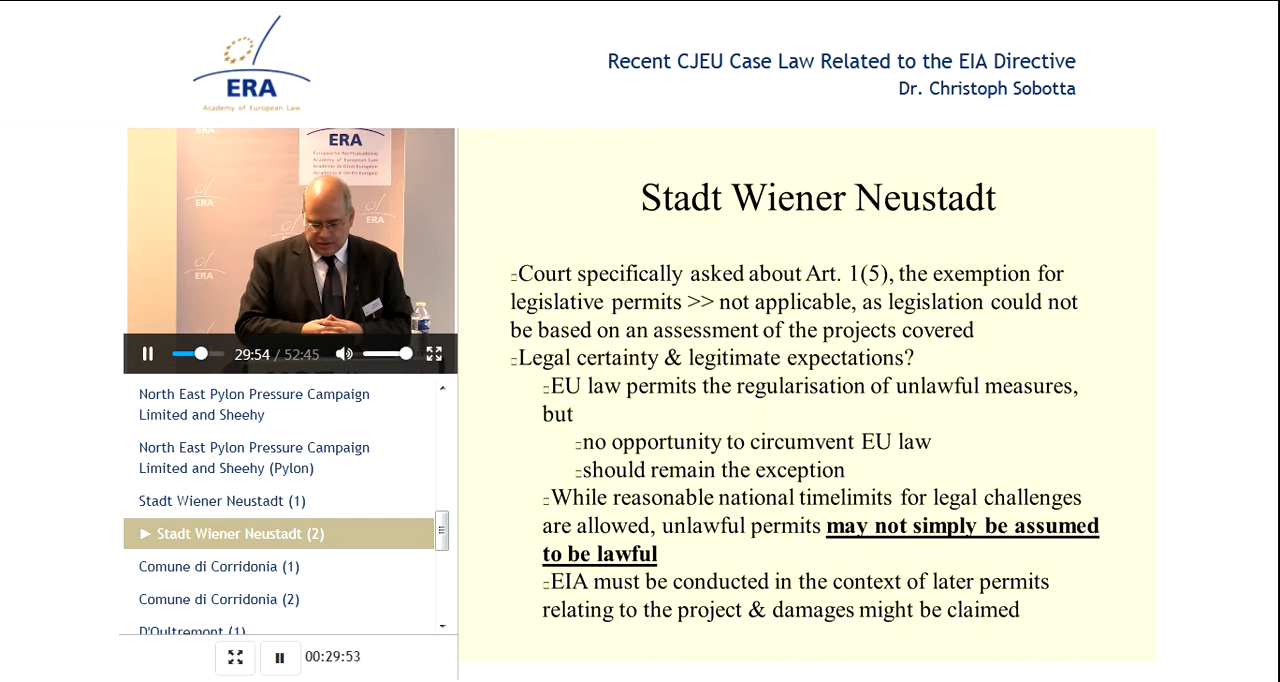 ERA
Academy of European Law
Recent CJEU Case Law Related to the EIA Directive
Dr. Christoph Sobotta
ERA
ERA
Europäische Rechtsakademie
Academy of European Law
Académie de Droit Européen
ERA
ERA
ERA
29:54 / 52:45
North East Pylon Pressure Campaign
Limited and Sheehy
North East Pylon Pressure Campaign
Limited and Sheehy (Pylon)
Stadt Wiener Neustadt (1)
► Stadt Wiener Neustadt (2)
Comune di Corridonia (1)
Comune di Corridonia (2)
D'Oultremont (1)
00:29:53
Stadt Wiener Neustadt
Court specifically asked about Art. 1(5), the exemption for
legislative permits >> not applicable, as legislation could not
be based on an assessment of the projects covered
Legal certainty & legitimate expectations?
EU law permits the regularisation of unlawful measures,
but
no opportunity to circumvent EU law
should remain the exception
While reasonable national timelimits for legal challenges
are allowed, unlawful permits may not simply be assumed
to be lawful
EIA must be conducted in the context of later permits
relating to the project & damages might be claimed